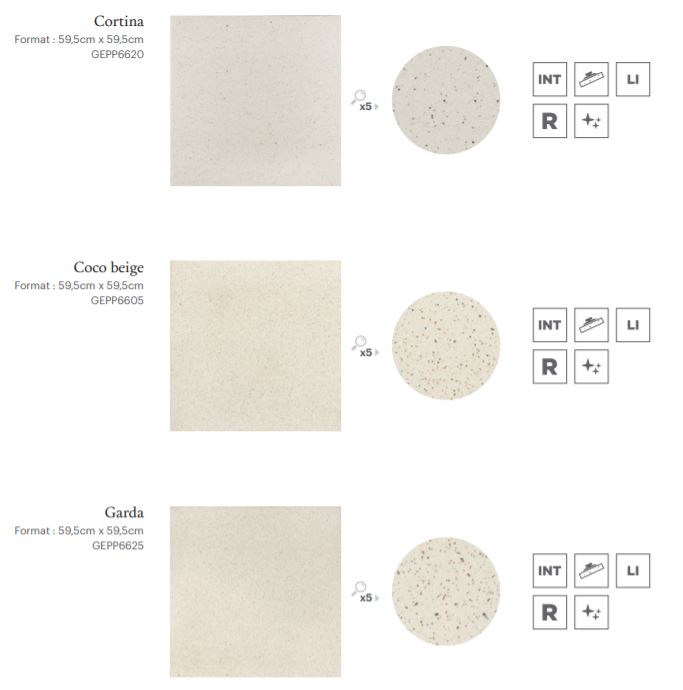 Cortina
Format : 59,5cm x 59,5cm
GEPP6620
x5
INT
LI
R
Coco beige
Format : 59,5cm x 59,5cm
GEPP6605
x5
INT
LI
R
Garda
Format : 59,5cm x 59,5cm
GEPP6625
x5
INT
LI
R